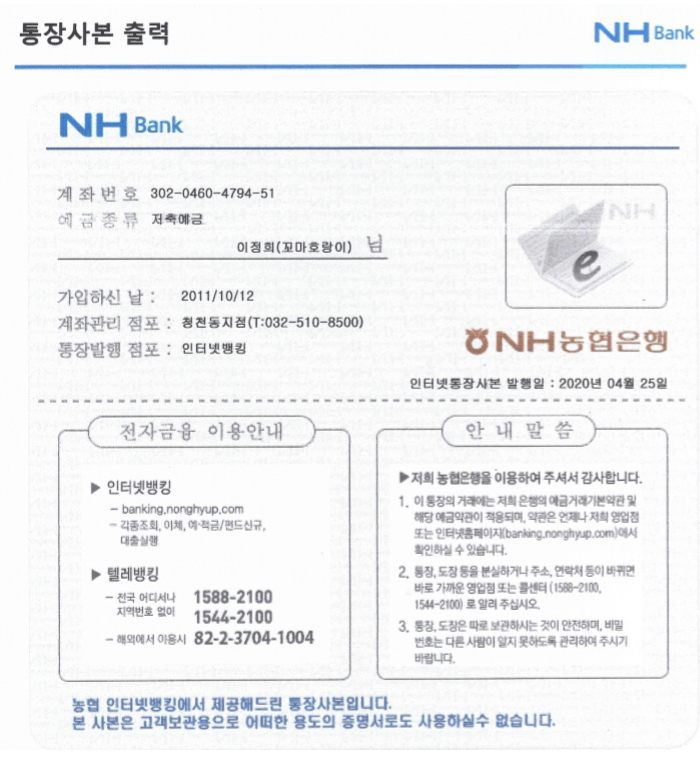 통장사본 출력
NH Bank
NH Bank
계 좌 번 호 302-0460-4794-51
예 금 종 류 저축예금
이정희(꼬마호랑이) 님
NH
e
가입하신 날 : 2011/10/12
계좌관리 점포 : 청천동지점(T:032-510-8500)
통장발행 점포 : 인터넷뱅킹
NH농협은행
인터넷통장사본 발행일 : 2020년 04월 25일
전자금융 이용안내
▶ 인터넷뱅킹
- banking.nonghyup.com
- 각종조회, 이체, 예·적금/펀드신규,
대출실행
▶ 텔레뱅킹
- 전국 어디서나 1588-2100
지역번호 없이 1544-2100
- 해외에서 이용시 82-2-3704-1004
안 내 말 씀
▶저희 농협은행을 이용하여 주셔서 감사합니다.
1. 이 통장의 거래에는 저희 은행의 예금거래기본약관 및
해당 예금약관이 적용되며, 약관은 언제나 저희 영업점
또는 인터넷홈페이지(banking.nonghyup.com)에서
확인하실 수 있습니다.
2. 통장, 도장 등을 분실하거나 주소, 연락처 등이 바뀌면
바로 가까운 영업점 또는 콜센터 (1588-2100,
1544-2100) 로 알려 주십시오.
3. 통장, 도장은 따로 보관하시는 것이 안전하며, 비밀
번호는 다른 사람이 알지 못하도록 관리하여 주시기
바랍니다.
농협 인터넷뱅킹에서 제공해드린 통장사본입니다.
본 사본은 고객보관용으로 어떠한 용도의 증명서로도 사용하실수 없습니다.